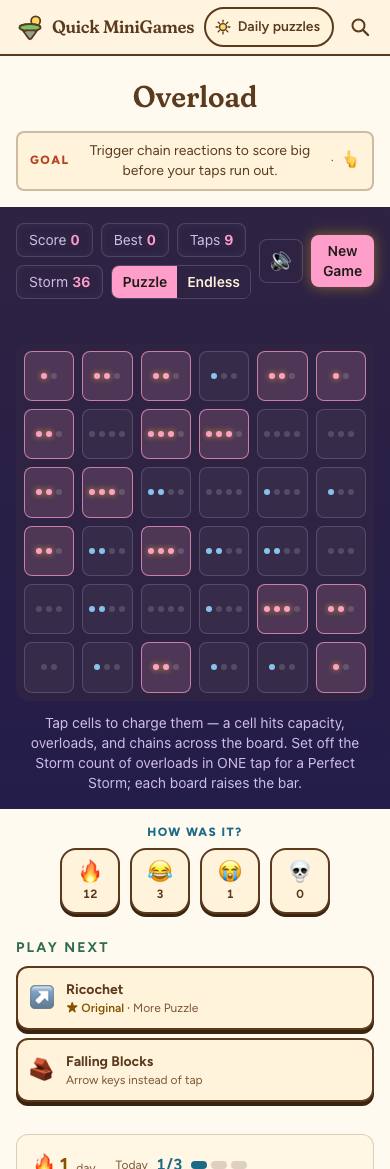 Quick MiniGames
Daily puzzles
Overload
GOAL
Trigger chain reactions to score big
before your taps run out.
Score 0
Best 0
Taps 9
Storm 36
Puzzle
Endless
New
Game
Tap cells to charge them — a cell hits capacity,
overloads, and chains across the board. Set off the
Storm count of overloads in ONE tap for a Perfect
Storm; each board raises the bar.
HOW WAS IT?
12
3
1
0
PLAY NEXT
Ricochet
Original · More Puzzle
Falling Blocks
Arrow keys instead of tap
1 day
Today 1/3